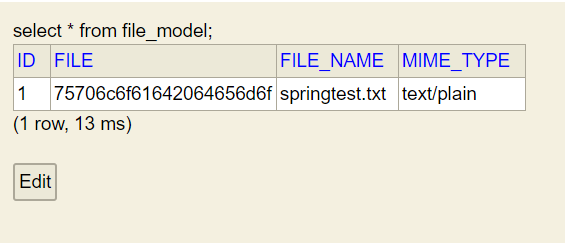 select * from file_model;
ID FILE FILE_NAME MIME_TYPE
1 75706c6f61642064656d6f springtest.txt text/plain
(1 row, 13 ms)
Edit